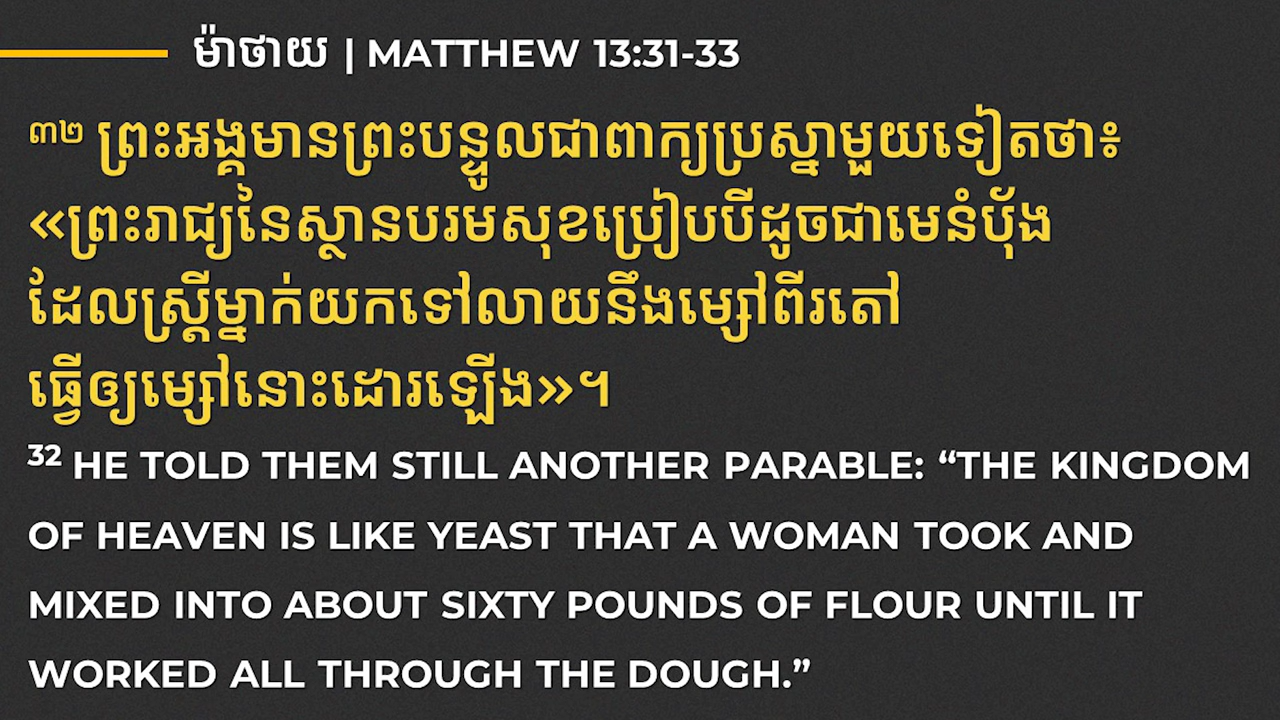 ម៉ាថាយ | MATTHEW 13:31-33
៣២ ព្រះអង្គមានព្រះបន្ទូលជាពាក្យប្រស្នាមួយទៀតថា៖
«ព្រះរាជ្យនៃស្ថានបរមសុខប្រៀបបីដូចជាមេនំប៉័ង
ដែលស្ត្រីម្នាក់យកទៅលាយនឹងម្សៅពីរតៅ
ធ្វើឲ្យម្សៅនោះដោរឡើង»។
32 HE TOLD THEM STILL ANOTHER PARABLE: “THE KINGDOM
OF HEAVEN IS LIKE YEAST THAT A WOMAN TOOK AND
MIXED INTO ABOUT SIXTY POUNDS OF FLOUR UNTIL IT
WORKED ALL THROUGH THE DOUGH.”